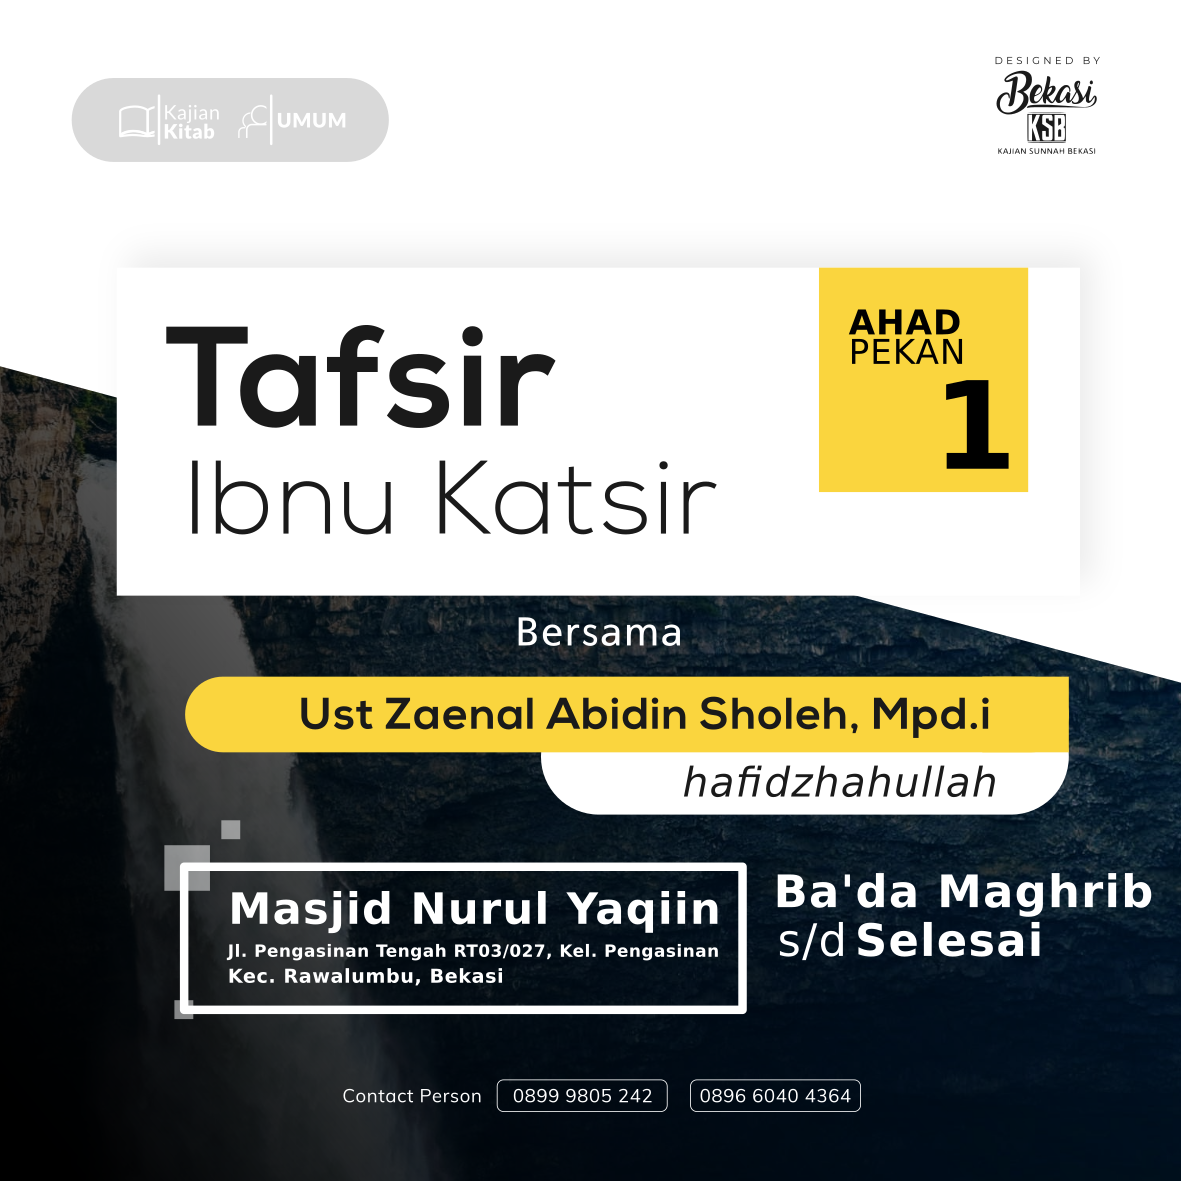 Kajian
Kitab
UMUM
DESIGNED BY
Bekasi
KSB
KAJIAN SUNNAH BEKASI
Tafsir
Ibnu Katsir
AHAD
PEKAN
1
Bersama
Ust Zaenal Abidin Sholeh, Mpd.i
hafidzhahullah
Masjid Nurul Yaqiin
Jl. Pengasinan Tengah RT03/027, Kel. Pengasinan
Kec. Rawalumbu, Bekasi
Ba'da Maghrib
s/d Selesai
Contact Person 0899 9805 242 0896 6040 4364